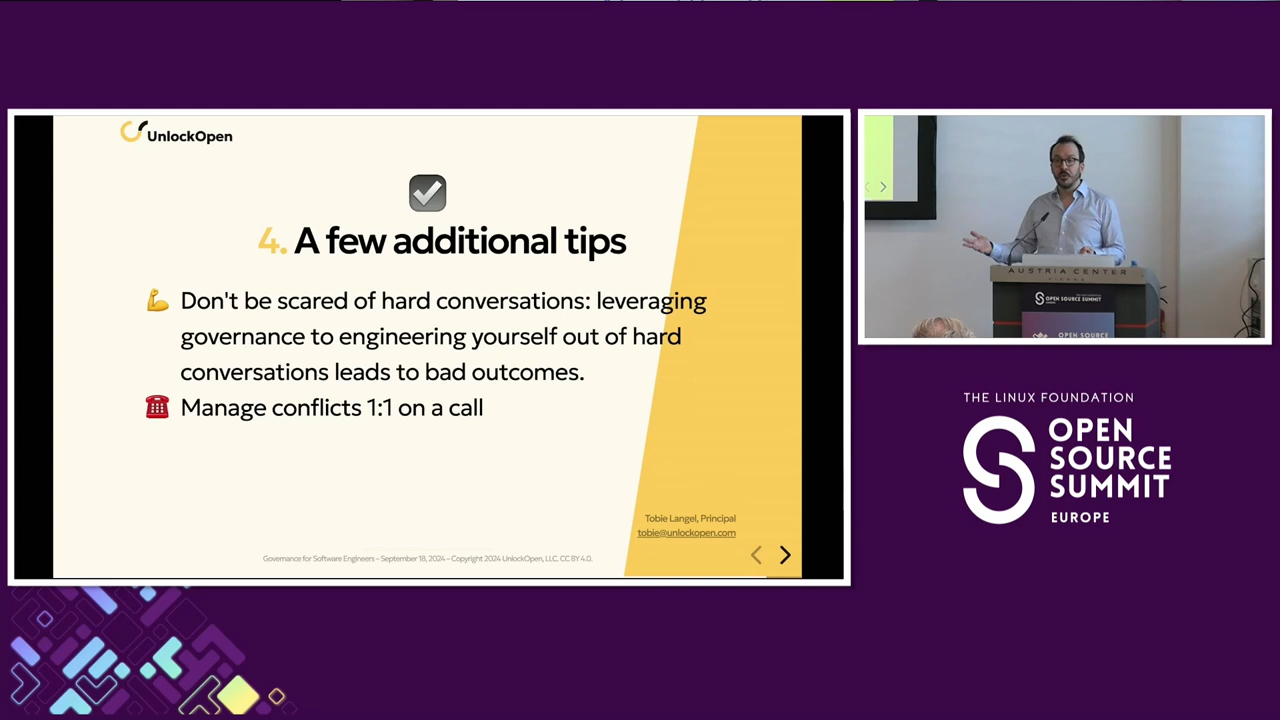 UnlockOpen
4. A few additional tips
Don't be scared of hard conversations: leveraging
governance to engineering yourself out of hard
conversations leads to bad outcomes.
Manage conflicts 1:1 on a call
Tobie Langel, Principal
tobie@unlockopen.com
Governance for Software Engineers – September 18, 2024 – Copyright 2024 UnlockOpen, LLC. CC BY 4.0.
AUSTRIA CENTER
OPEN SOURCE SUMMIT
OPEN SOURCE
THE LINUX FOUNDATION
OPEN
SOURCE
SUMMIT
EUROPE